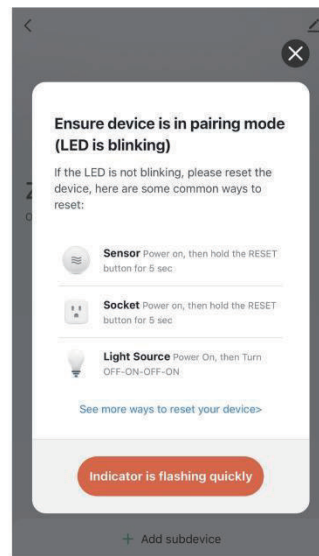 Ensure device is in pairing mode
(LED is blinking)
If the LED is not blinking, please reset the
device, here are some common ways to
reset:
Sensor Power on, then hold the RESET
button for 5 sec
Socket Power on, then hold the RESET
button for 5 sec
Light Source Power On, then Turn
OFF-ON-OFF-ON
See more ways to reset your device>
Indicator is flashing quickly
+ Add subdevice